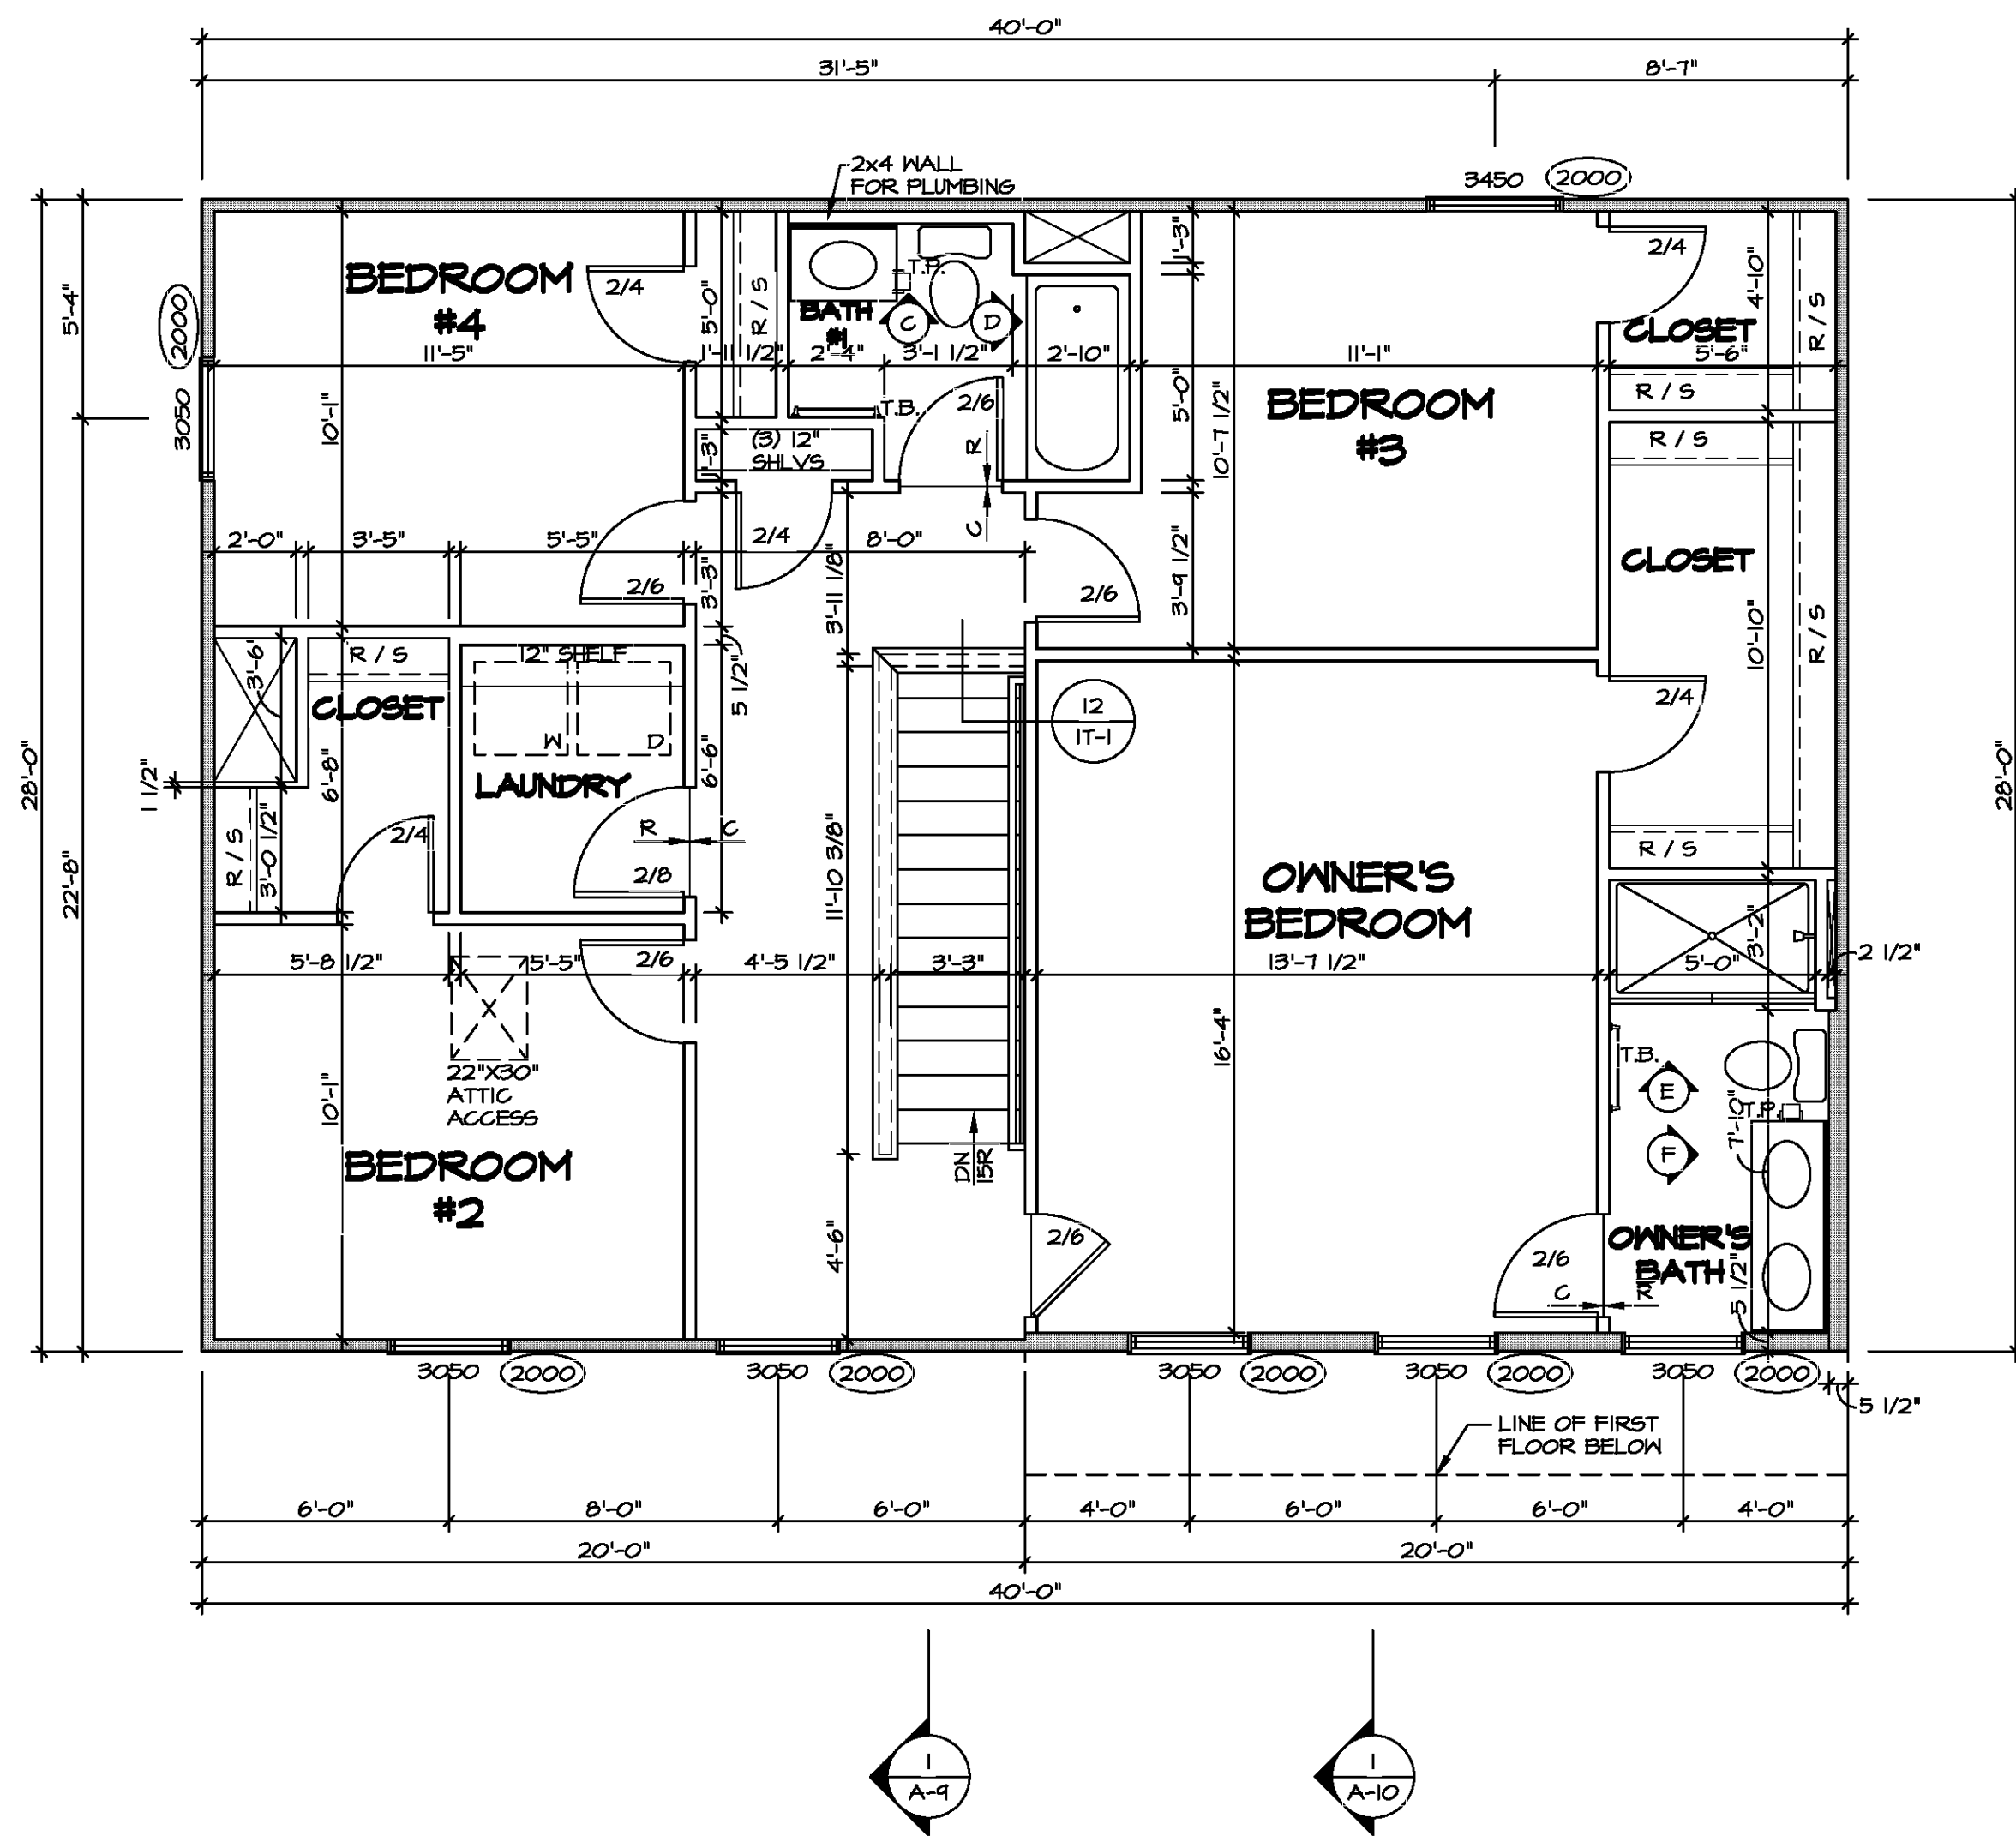 40'-0"
31'-5"
8'-7"
2x4 WALL
FOR PLUMBING
3450
2000
5'-4"
2000
3050
BEDROOM
#4
2/4
11'-5"
10'-1"
5'-0"
R / S
1'-11 1/2"
BATH
#1
T.P.
C
D
2'-4"
3'-1 1/2"
2'-10"
T.B.
2/6
R
C
1'-3"
5'-0"
10'-7 1/2"
3'-9 1/2"
11'-1"
BEDROOM
#3
2/4
4'-10"
CLOSET
5'-6"
R / S
R / S
R / S
(3) 12"
SHLVS
1'-3"
2/4
2'-0"
3'-5"
5'-5"
8'-0"
2/6
3'-3"
3'-11 1/8"
2/6
CLOSET
10'-10"
R / S
2/4
R / S
3'-6"
R / S
CLOSET
12" SHELF
W
D
LAUNDRY
5 1/2"
6'-6"
12
1T-1
28'-0"
22'-8"
1 1/2"
6'-8"
R / S
3'-0 1/2"
2/4
R
C
2/8
11'-10 3/8"
OWNER'S
BEDROOM
28'-0"
5'-8 1/2"
5'-5"
2/6
4'-5 1/2"
3'-3"
13'-7 1/2"
5'-0"
3'-2"
2 1/2"
22"X30"
ATTIC
ACCESS
10'-1"
16'-4"
T.B.
E
T.P.
7'-10"
F
BEDROOM
#2
DN
15R
4'-6"
2/6
2/6
C
R
OWNER'S
BATH
5 1/2"
3050
2000
3050
2000
3050
2000
3050
2000
3050
2000
5 1/2"
LINE OF FIRST
FLOOR BELOW
6'-0"
8'-0"
6'-0"
4'-0"
6'-0"
6'-0"
4'-0"
20'-0"
20'-0"
40'-0"
1
A-9
1
A-10